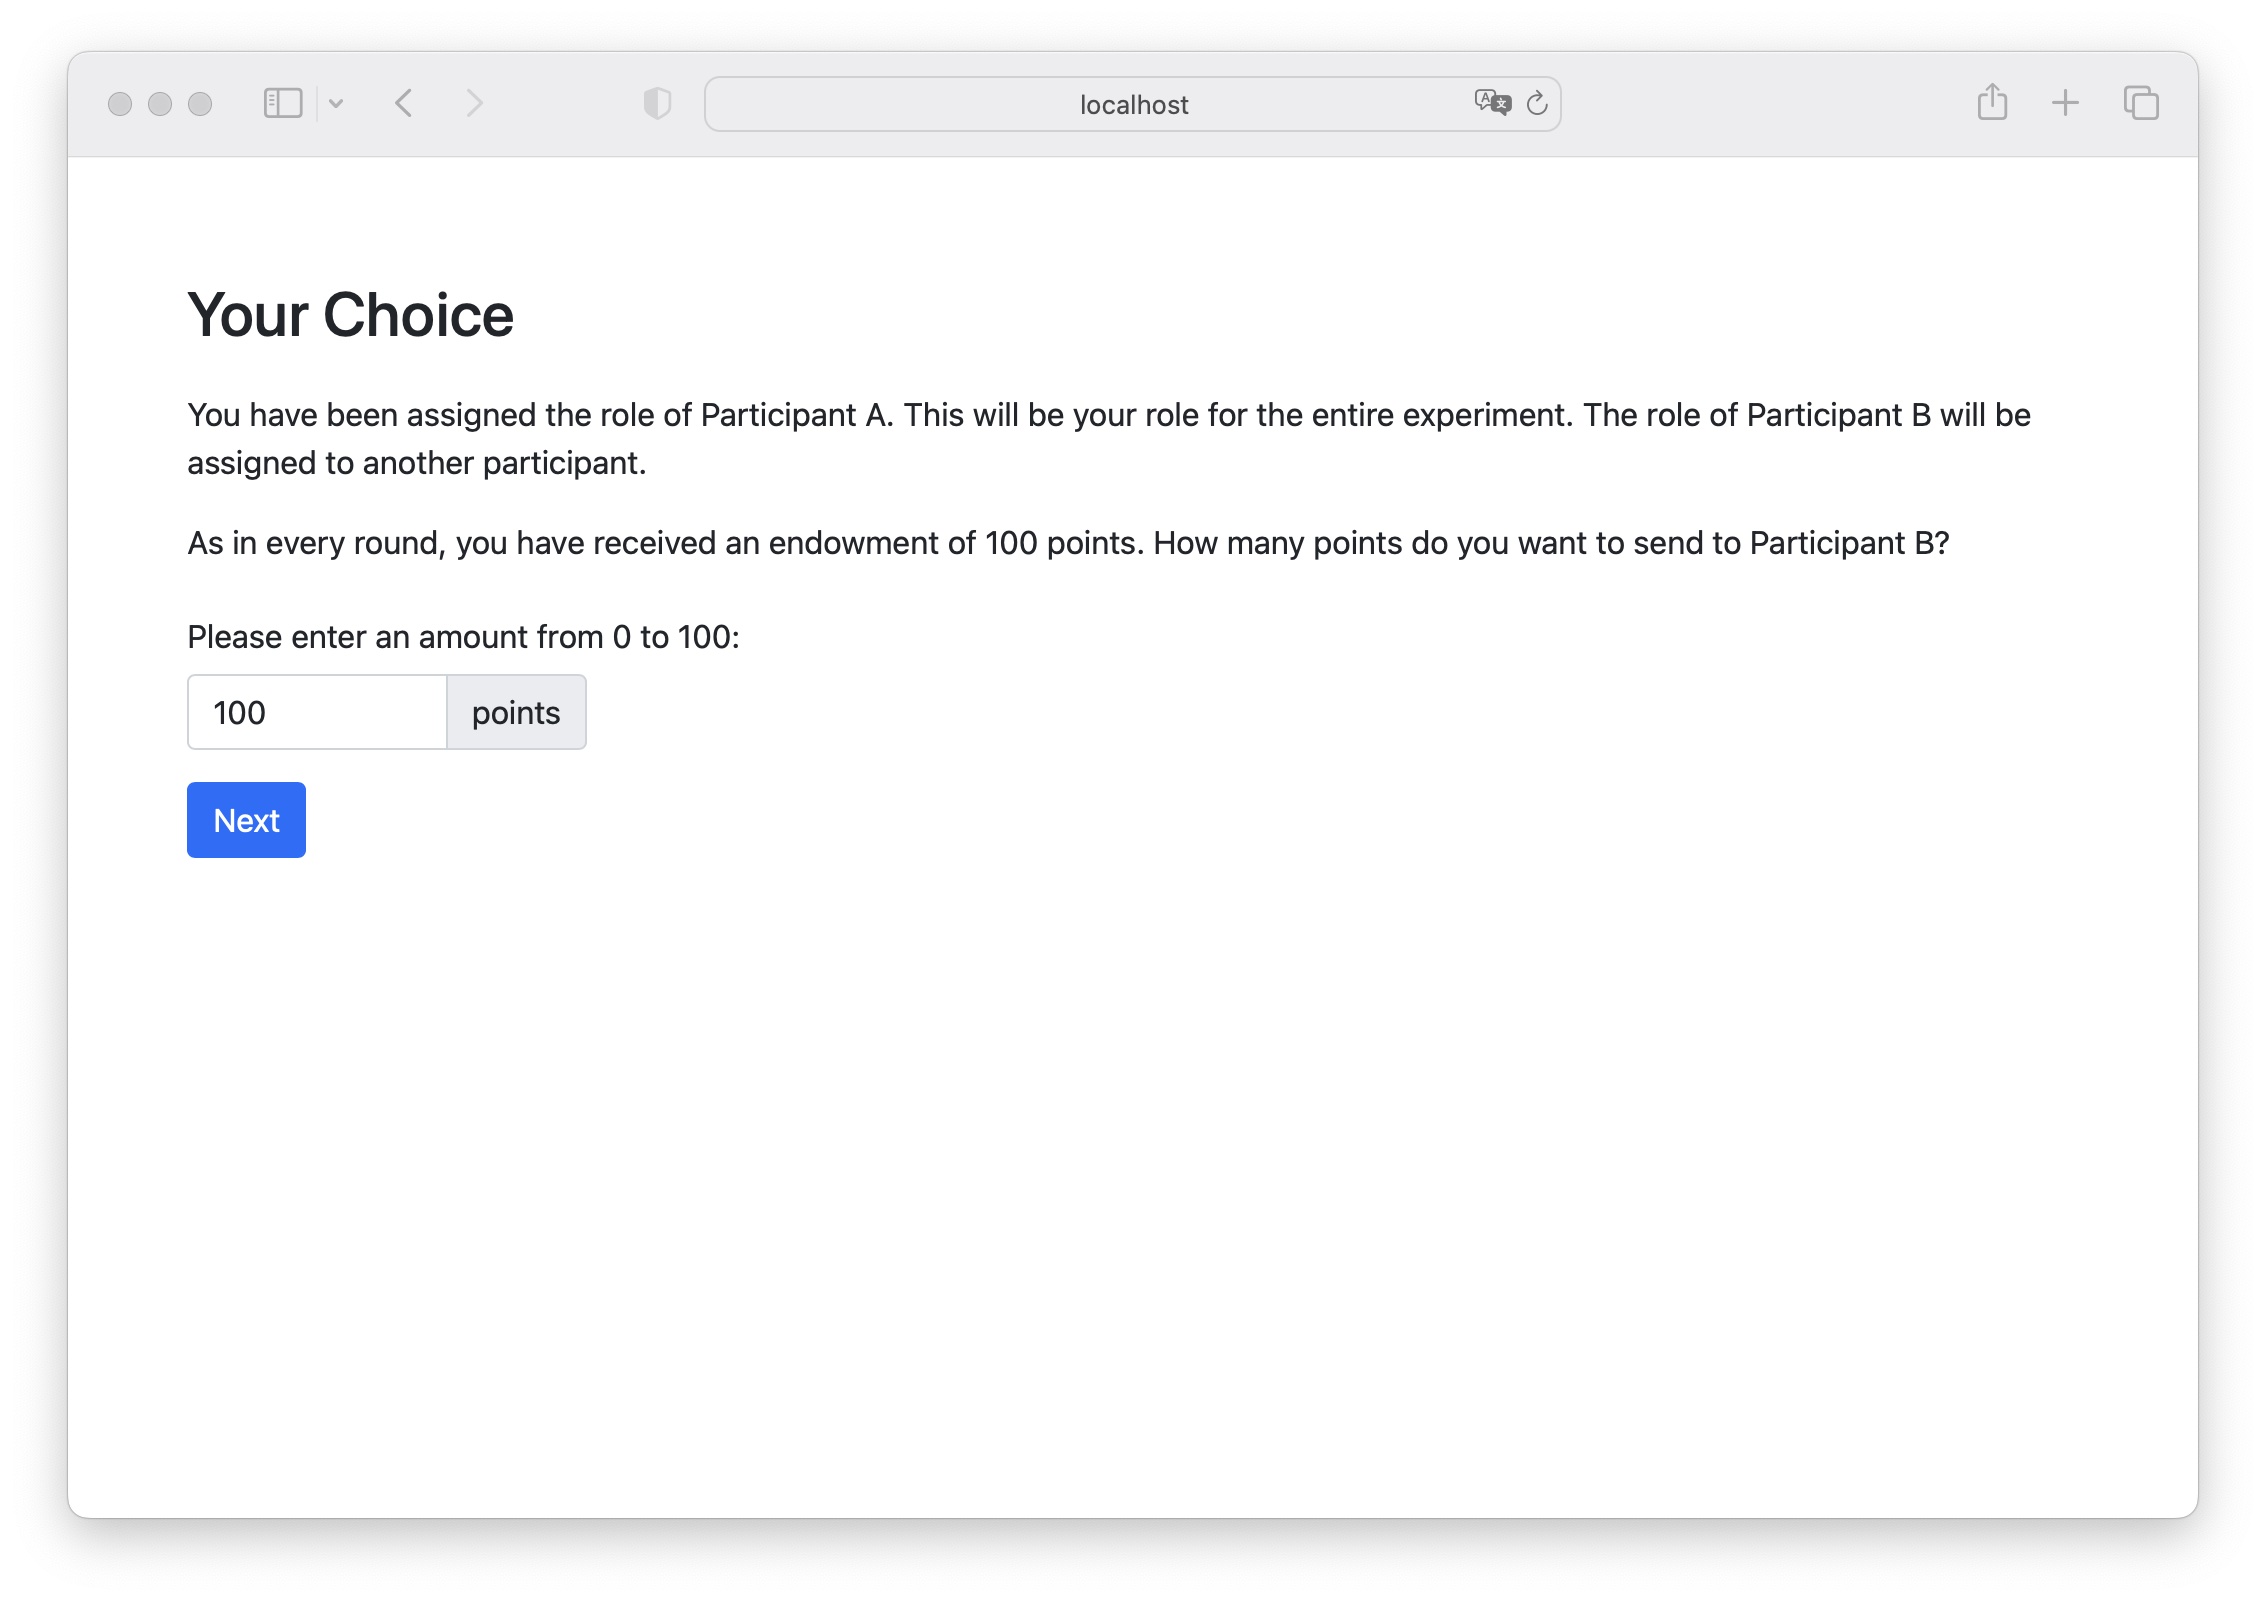 localhost
Your Choice
You have been assigned the role of Participant A. This will be your role for the entire experiment. The role of Participant B will be
assigned to another participant.
As in every round, you have received an endowment of 100 points. How many points do you want to send to Participant B?
Please enter an amount from 0 to 100:
100 points
Next